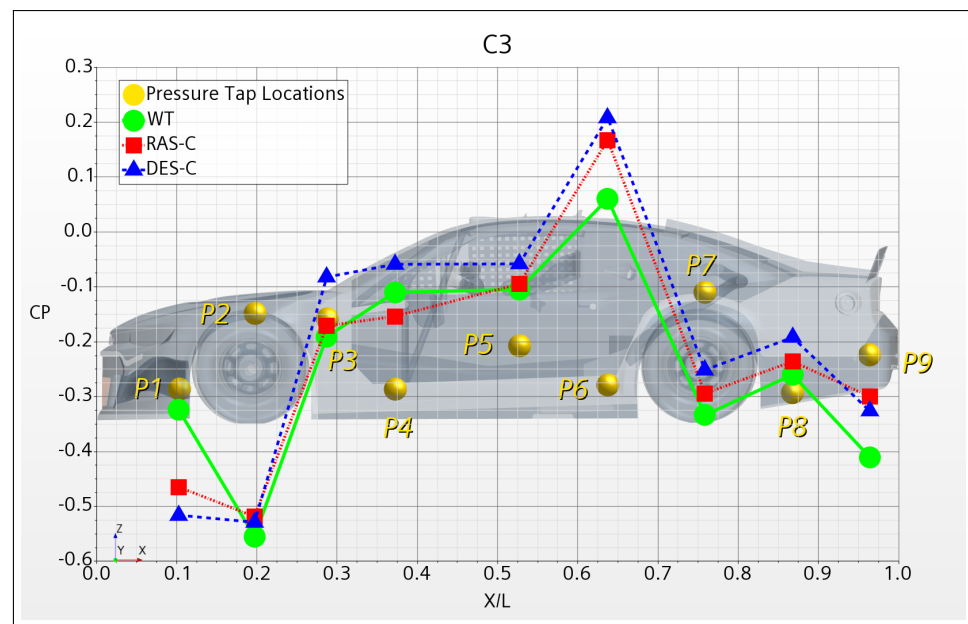 C3
0.3
0.2
0.1
0.0
-0.1
-0.2
-0.3
-0.4
-0.5
-0.6
CP
Pressure Tap Locations
WT
RAS-C
DES-C
P1
P2
P3
P4
P5
P6
P7
P8
P9
Z
Y X
0.0 0.1 0.2 0.3 0.4 0.5 0.6 0.7 0.8 0.9 1.0
X/L